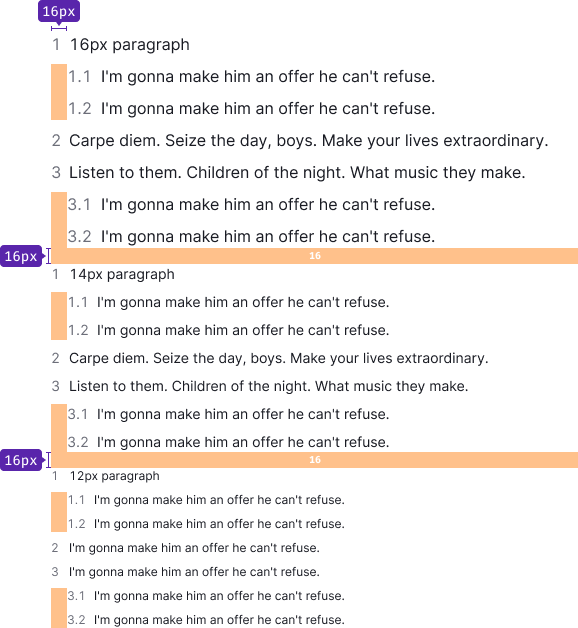 16px
1 16px paragraph
1.1 I'm gonna make him an offer he can't refuse.
1.2 I'm gonna make him an offer he can't refuse.
2 Carpe diem. Seize the day, boys. Make your lives extraordinary.
3 Listen to them. Children of the night. What music they make.
3.1 I'm gonna make him an offer he can't refuse.
3.2 I'm gonna make him an offer he can't refuse.
16px 16
1 14px paragraph
1.1 I'm gonna make him an offer he can't refuse.
1.2 I'm gonna make him an offer he can't refuse.
2 Carpe diem. Seize the day, boys. Make your lives extraordinary.
3 Listen to them. Children of the night. What music they make.
3.1 I'm gonna make him an offer he can't refuse.
3.2 I'm gonna make him an offer he can't refuse.
16px 16
1 12px paragraph
1.1 I'm gonna make him an offer he can't refuse.
1.2 I'm gonna make him an offer he can't refuse.
2 I'm gonna make him an offer he can't refuse.
3 I'm gonna make him an offer he can't refuse.
3.1 I'm gonna make him an offer he can't refuse.
3.2 I'm gonna make him an offer he can't refuse.